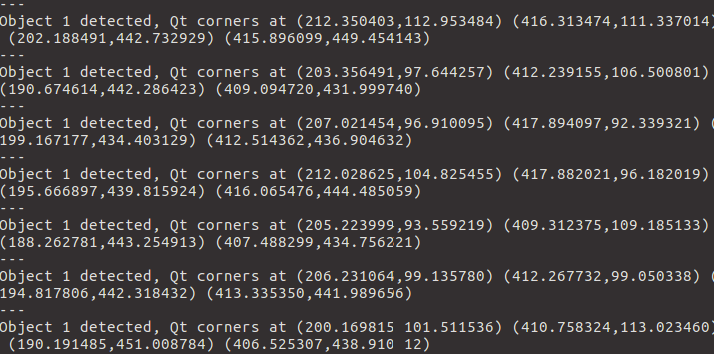 ---
Object 1 detected, Qt corners at (212.350403,112.953484) (416.313474,111.337014)
(202.188491,442.732929) (415.896099,449.454143)
---
Object 1 detected, Qt corners at (203.356491,97.644257) (412.239155,106.500801)
(190.674614,442.286423) (409.094720,431.999740)
---
Object 1 detected, Qt corners at (207.021454,96.910095) (417.894097,92.339321) (
199.167177,434.403129) (412.514362,436.904632)
---
Object 1 detected, Qt corners at (212.028625,104.825455) (417.882021,96.182019)
(195.666897,439.815924) (416.065476,444.485059)
---
Object 1 detected, Qt corners at (205.223999,93.559219) (409.312375,109.185133)
(188.262781,443.254913) (407.488299,434.756221)
---
Object 1 detected, Qt corners at (206.231064,99.135780) (412.267732,99.050338) (
194.817806,442.318432) (413.335350,441.989656)
---
Object 1 detected, Qt corners at (200.169815 101.511536) (410.758324,113.023460)
(190.191485,451.008784) (406.525307,438.910 12)